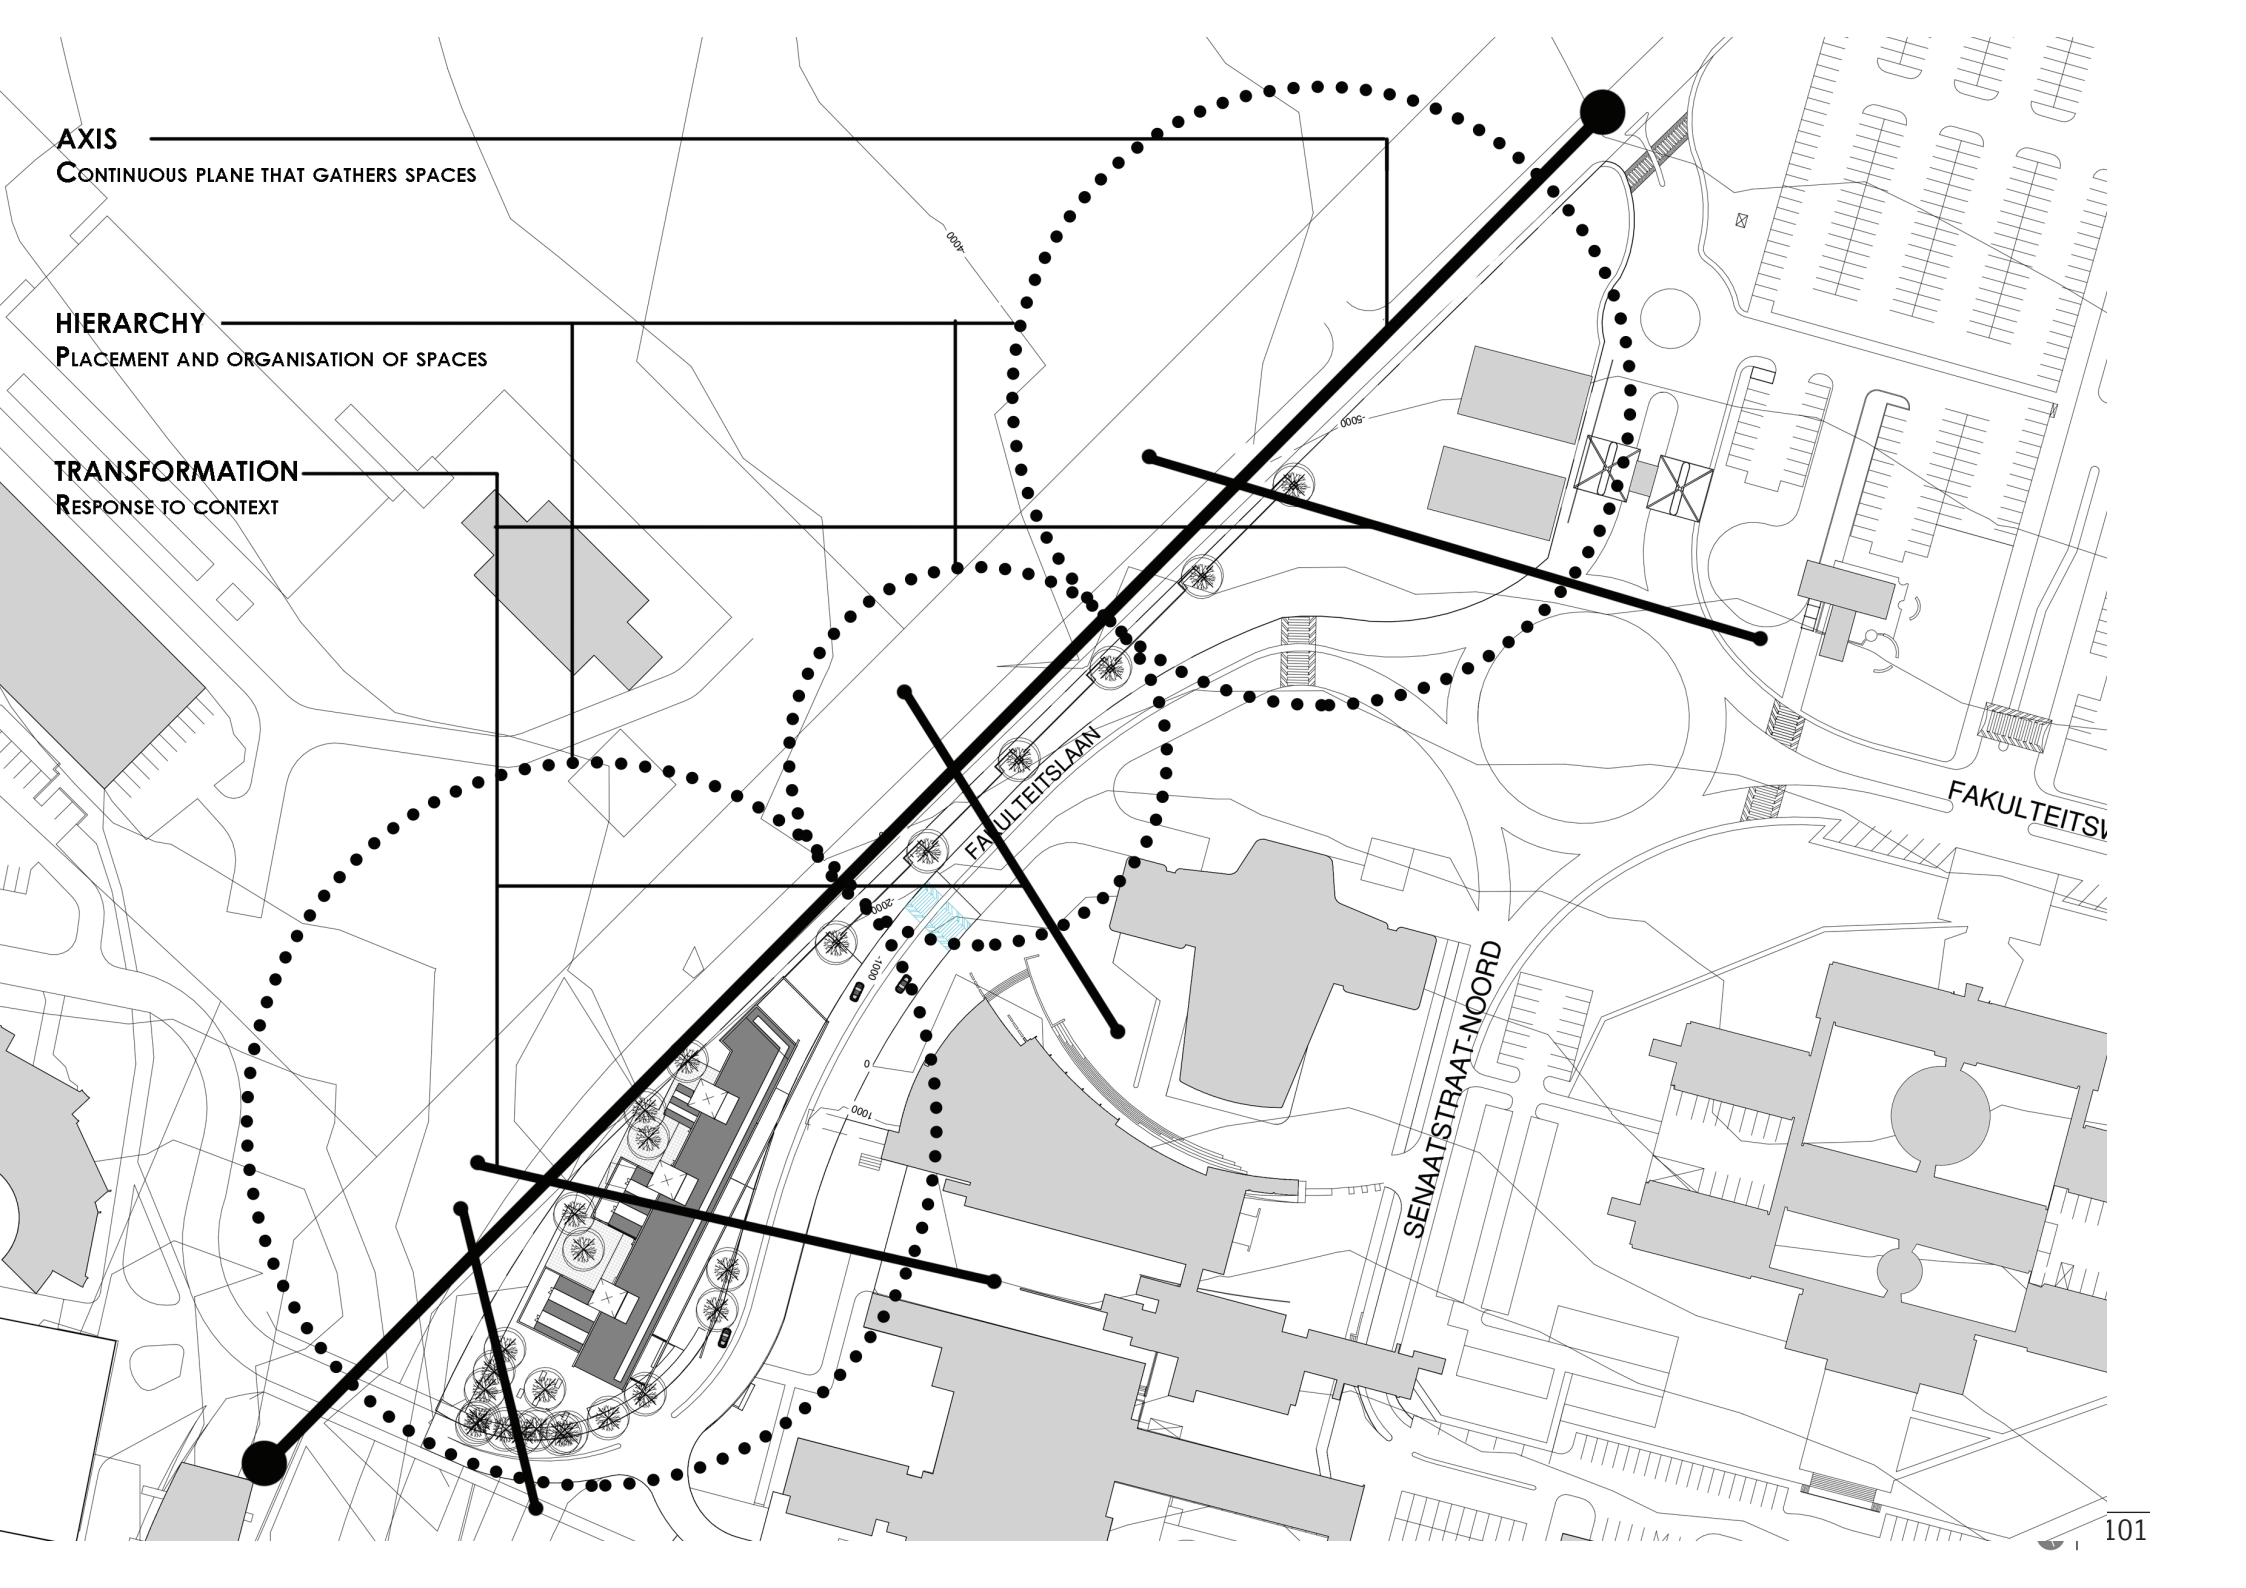 AXIS
CONTINUOUS PLANE THAT GATHERS SPACES
4000
HIERARCHY
PLACEMENT AND ORGANISATION OF SPACES
-5000
TRANSFORMATION
RESPONSE TO CONTEXT
FAKULTEITSLAAN
FAKULTEITSW
-2000
-1000
0
1000
SENAATSTRAAT-NOORD
101